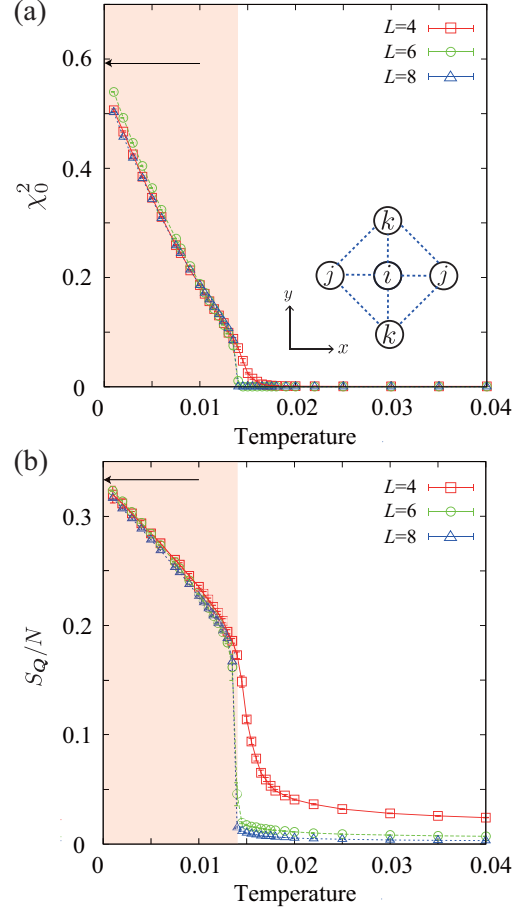 (a)
L=4
L=6
L=8
0.6
0.4
0.2
0
χ₀²
k
j
i
j
k
y
x
0
0.01
0.02
0.03
0.04
Temperature
(b)
L=4
L=6
L=8
0.3
0.2
0.1
0
S_Q/N
0
0.01
0.02
0.03
0.04
Temperature